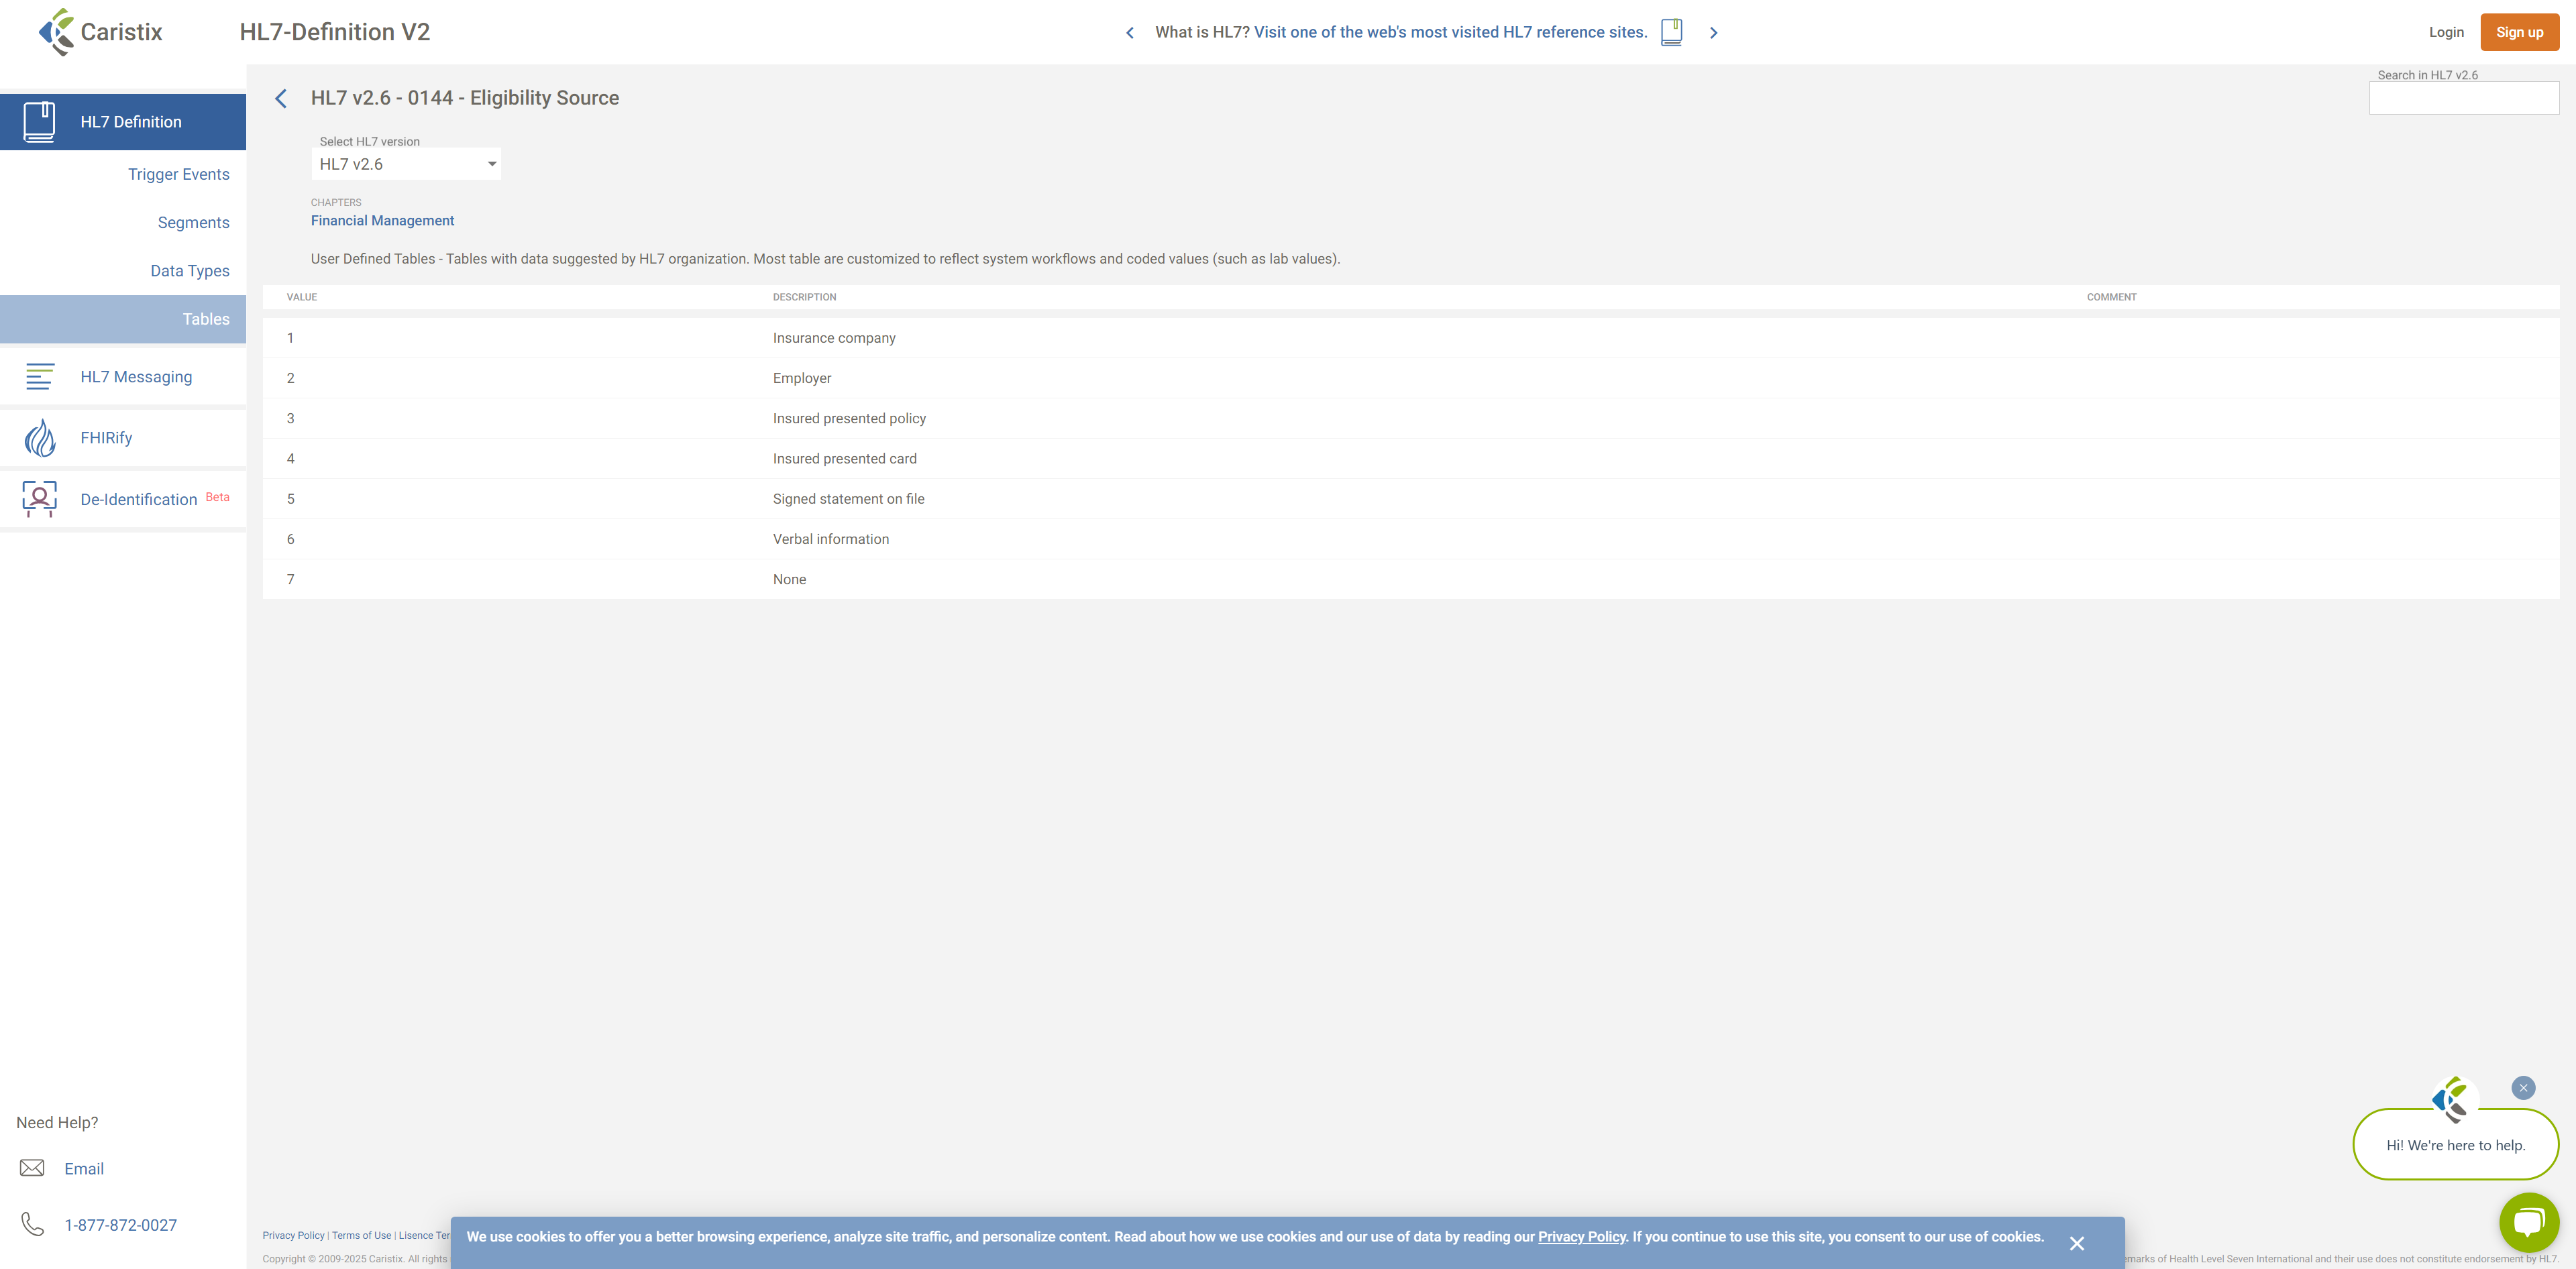 Caristix
HL7-Definition V2
What is HL7? Visit one of the web's most visited HL7 reference sites.
Login
Sign up
HL7 Definition
Trigger Events
Segments
Data Types
Tables
HL7 Messaging
FHIRify
De-Identification Beta
Need Help?
Email
1-877-872-0027
HL7 v2.6 - 0144 - Eligibility Source
Search in HL7 v2.6
Select HL7 version
HL7 v2.6
CHAPTERS
Financial Management
User Defined Tables - Tables with data suggested by HL7 organization. Most table are customized to reflect system workflows and coded values (such as lab values).
VALUE DESCRIPTION COMMENT
1 Insurance company
2 Employer
3 Insured presented policy
4 Insured presented card
5 Signed statement on file
6 Verbal information
7 None
Hi! We're here to help.
Privacy Policy | Terms of Use | Lisence Ter
We use cookies to offer you a better browsing experience, analyze site traffic, and personalize content. Read about how we use cookies and our use of data by reading our Privacy Policy. If you continue to use this site, you consent to our use of cookies.
Copyright © 2009-2025 Caristix. All rights
emarks of Health Level Seven International and their use does not constitute endorsement by HL7.